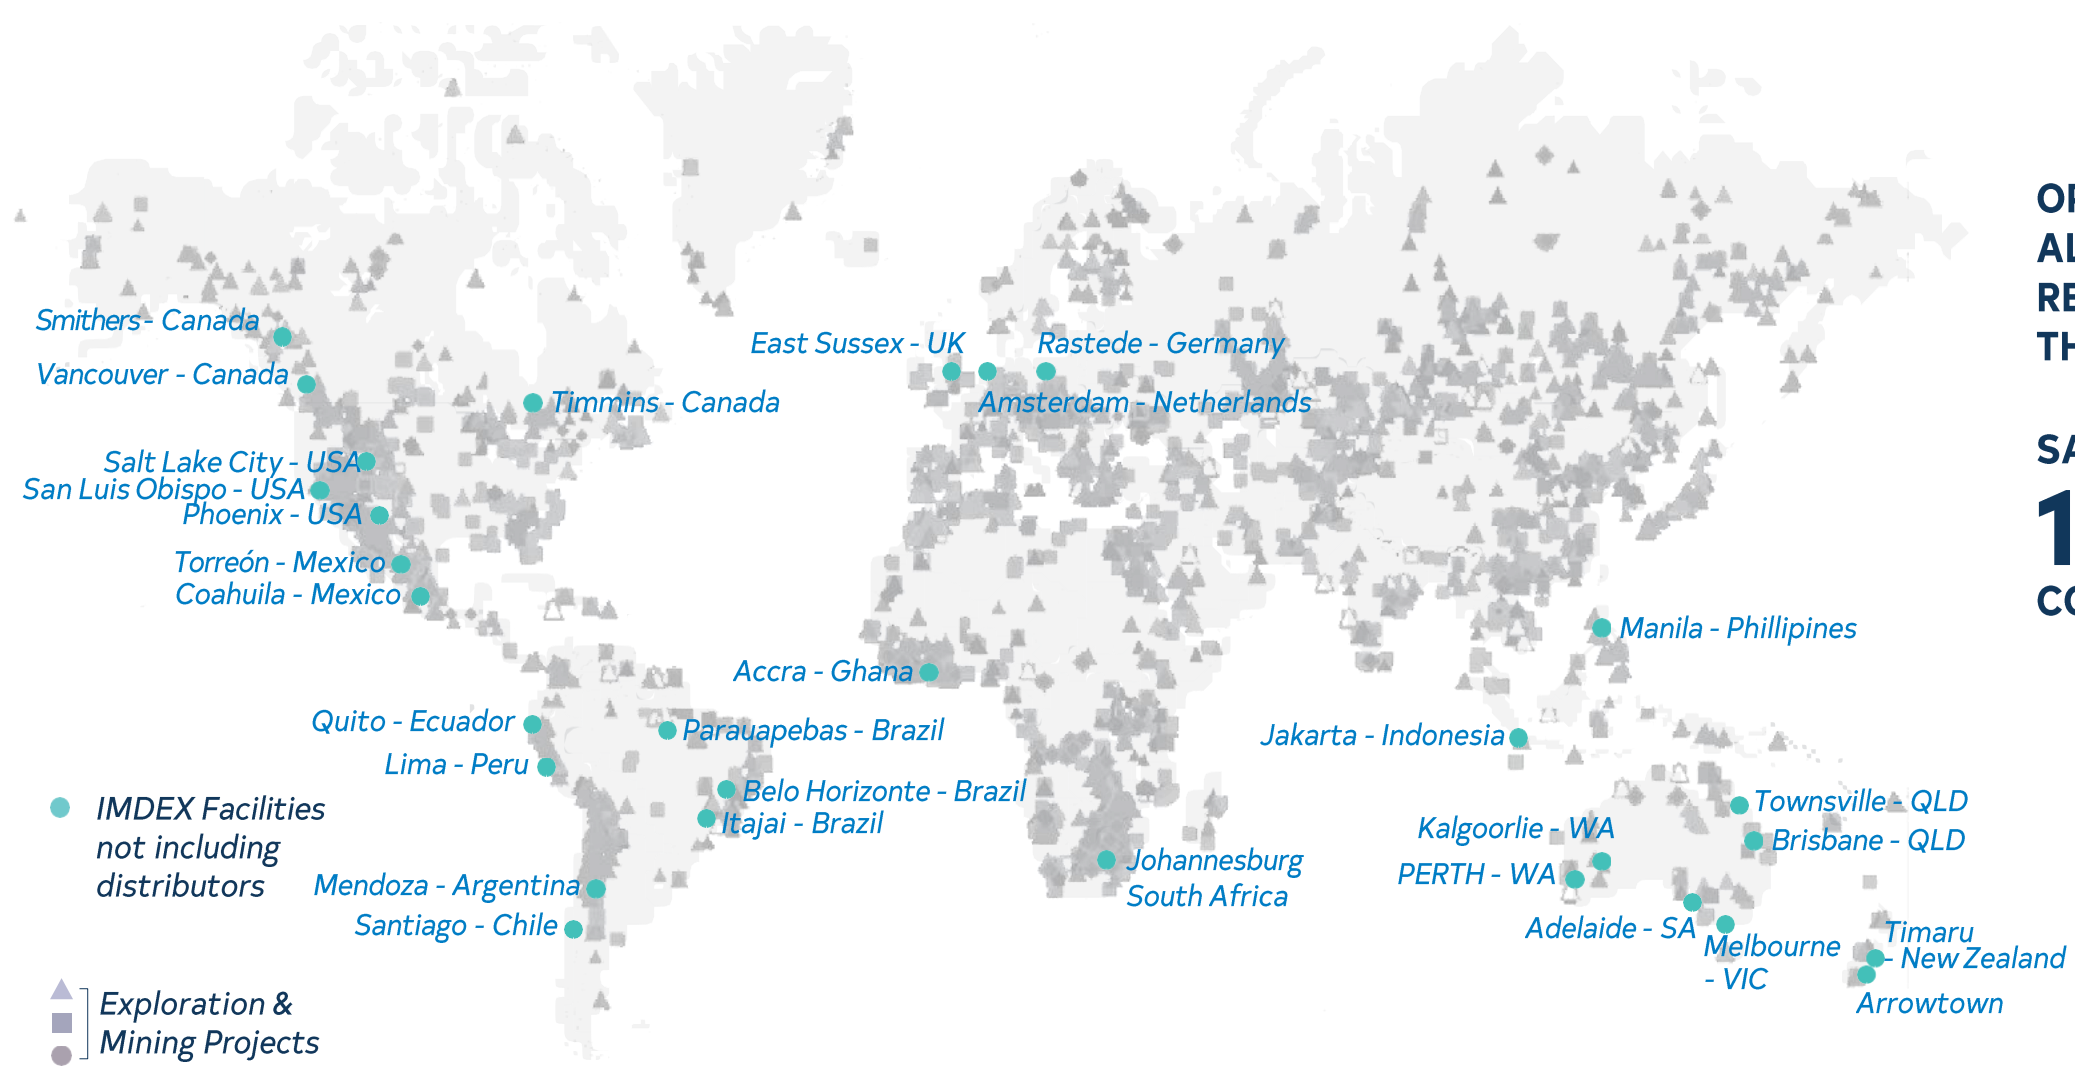 Smithers - Canada
Vancouver - Canada
Timmins - Canada
Salt Lake City - USA
San Luis Obispo - USA
Phoenix - USA
Torreón - Mexico
Coahuila - Mexico
East Sussex - UK
Rastede - Germany
Amsterdam - Netherlands
Accra - Ghana
Quito - Ecuador
Lima - Peru
Parauapebas - Brazil
Belo Horizonte - Brazil
Itajai - Brazil
Mendoza - Argentina
Santiago - Chile
Johannesburg
South Africa
Manila - Phillipines
Jakarta - Indonesia
Townsville - QLD
Brisbane - QLD
Kalgoorlie - WA
PERTH - WA
Adelaide - SA
Melbourne
- VIC
Timaru
- New Zealand
Arrowtown
IMDEX Facilities
not including
distributors
Exploration &
Mining Projects